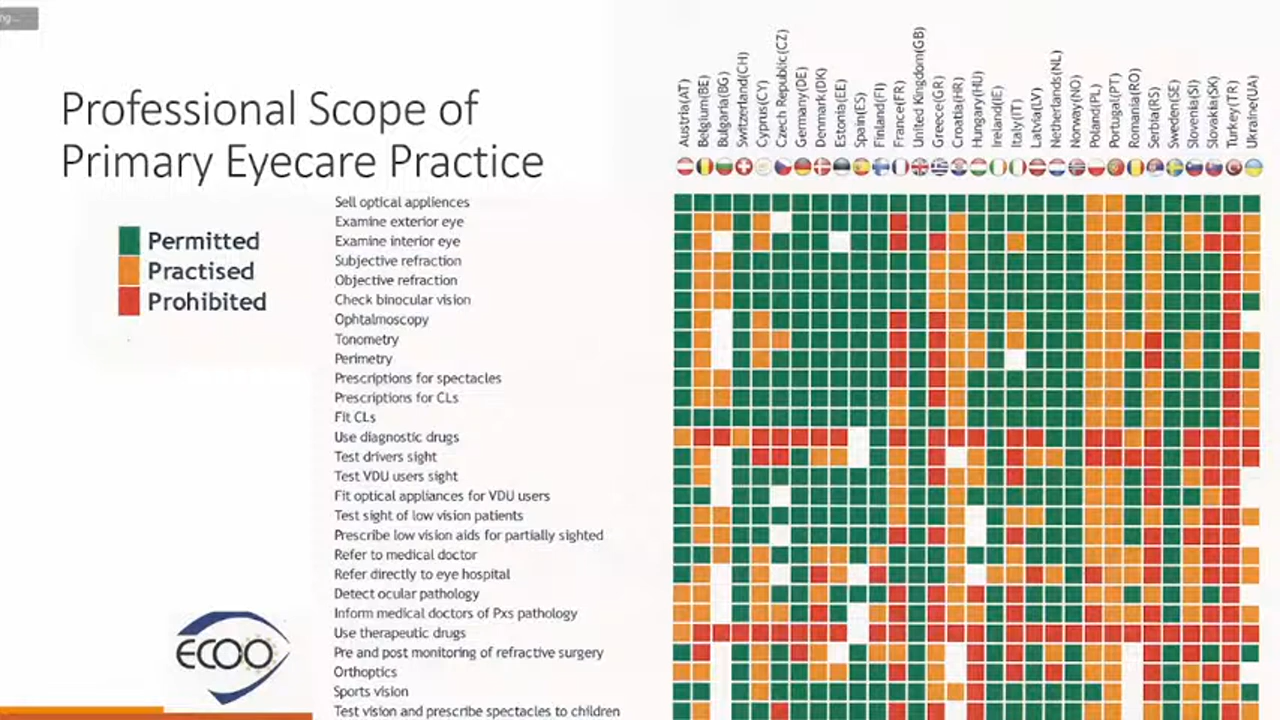 ng...
Professional Scope of
Primary Eyecare Practice
Permitted
Practised
Prohibited
Austria(AT)
Belgium(BE)
Bulgaria(BG)
Switzerland(CH)
Cyprus(CY)
Czech Republic(CZ)
Germany(DE)
Denmark(DK)
Estonia(EE)
Spain(ES)
Finland(FI)
France(FR)
United Kingdom(GB)
Greece(GR)
Croatia(HR)
Hungary(HU)
Ireland(IE)
Italy(IT)
Latvia(LV)
Netherlands(NL)
Norway(NO)
Poland(PL)
Portugal(PT)
Romania(RO)
Serbia(RS)
Sweden(SE)
Slovenia(SI)
Slovakia(SK)
Turkey(TR)
Ukraine(UA)
Sell optical appliences
Examine exterior eye
Examine interior eye
Subjective refraction
Objective refraction
Check binocular vision
Ophtalmoscopy
Tonometry
Perimetry
Prescriptions for spectacles
Prescriptions for CLs
Fit CLs
Use diagnostic drugs
Test drivers sight
Test VDU users sight
Fit optical appliances for VDU users
Test sight of low vision patients
Prescribe low vision aids for partially sighted
Refer to medical doctor
Refer directly to eye hospital
Detect ocular pathology
Inform medical doctors of Pxs pathology
Use therapeutic drugs
Pre and post monitoring of refractive surgery
Orthoptics
Sports vision
Test vision and prescribe spectacles to children
ECOO